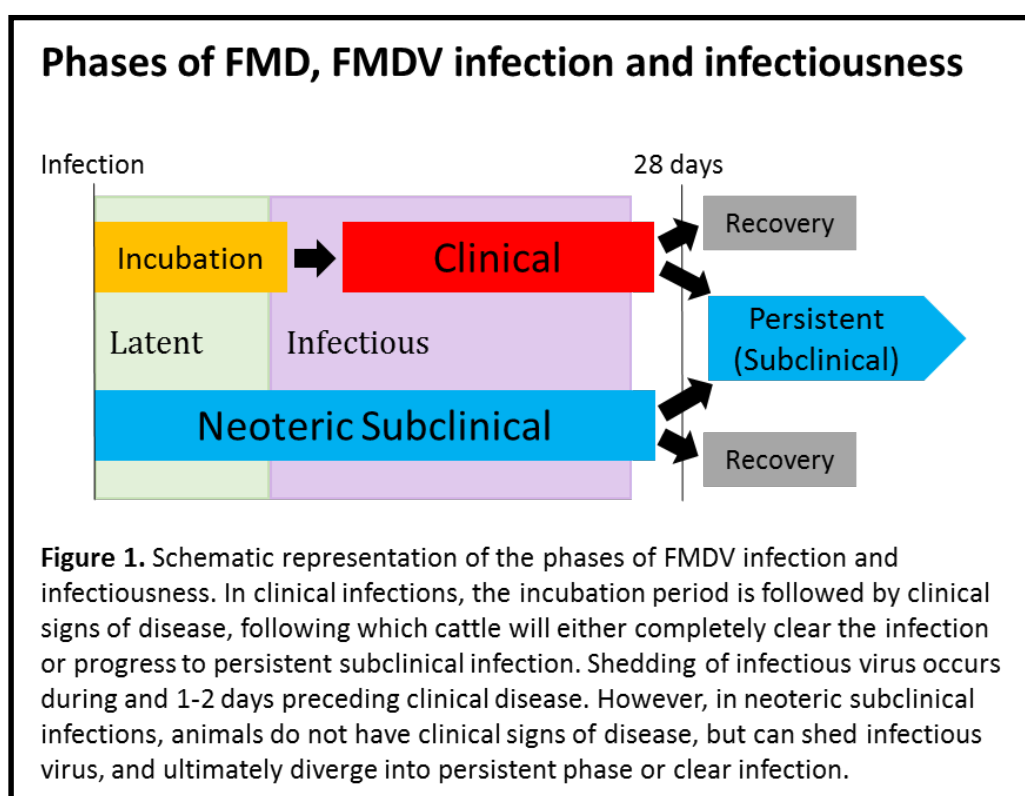 Phases of FMD, FMDV infection and infectiousness
Infection
28 days
Recovery
Incubation
Clinical
Persistent
(Subclinical)
Latent
Infectious
Neoteric Subclinical
Recovery
Figure 1. Schematic representation of the phases of FMDV infection and
infectiousness. In clinical infections, the incubation period is followed by clinical
signs of disease, following which cattle will either completely clear the infection
or progress to persistent subclinical infection. Shedding of infectious virus occurs
during and 1-2 days preceding clinical disease. However, in neoteric subclinical
infections, animals do not have clinical signs of disease, but can shed infectious
virus, and ultimately diverge into persistent phase or clear infection.